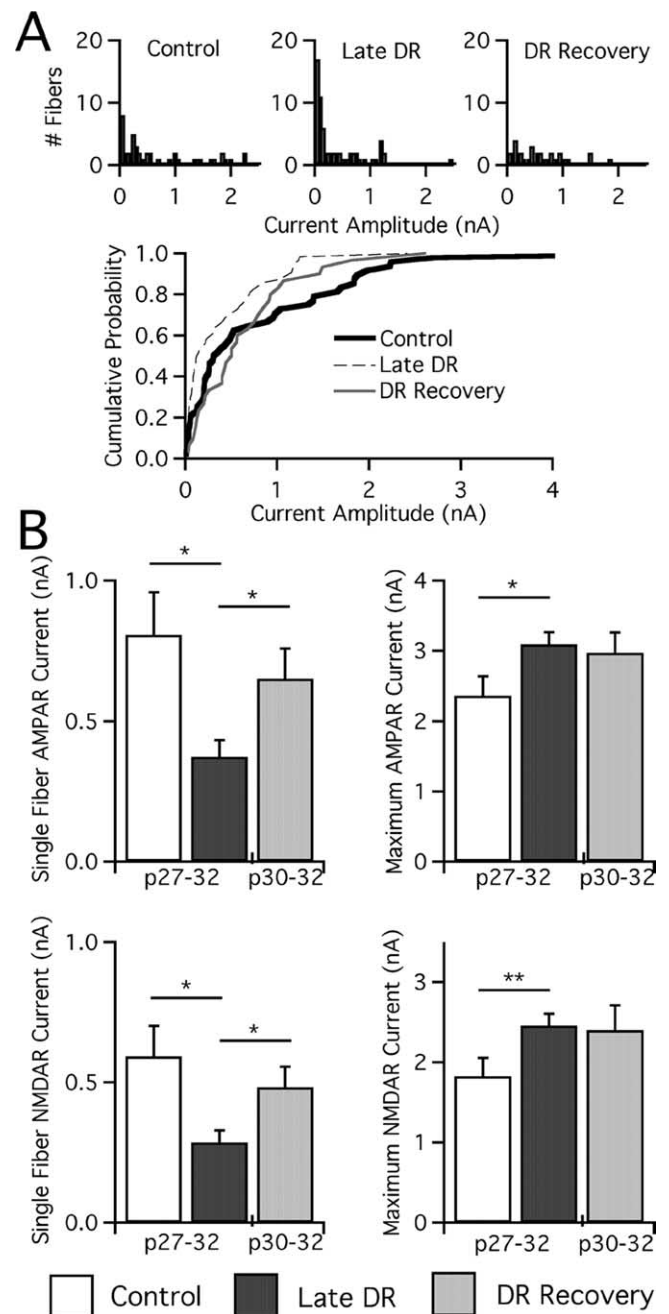 A
Control
Late DR
DR Recovery
# Fibers
20
10
0
20
10
0
20
10
0
0 1 2
0 1 2
0 1 2
Current Amplitude (nA)
Cumulative Probability
1.0
0.8
0.6
0.4
0.2
0.0
Control
Late DR
DR Recovery
0 1 2 3 4
Current Amplitude (nA)
B
Single Fiber AMPAR Current (nA)
1.0
0.5
0.0
*
*
p27-32 p30-32
Maximum AMPAR Current (nA)
4
3
2
1
0
*
p27-32 p30-32
Single Fiber NMDAR Current (nA)
1.0
0.5
0.0
*
*
p27-32 p30-32
Maximum NMDAR Current (nA)
3
2
1
0
**
p27-32 p30-32
Control Late DR DR Recovery